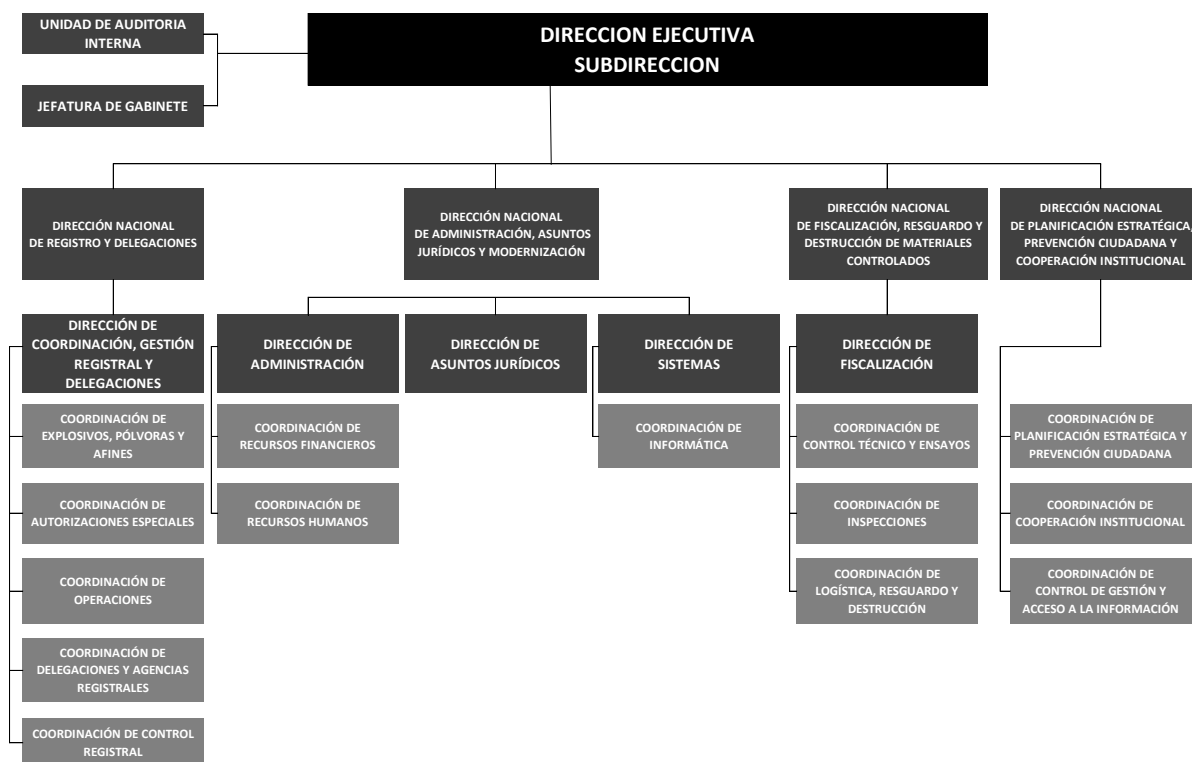 UNIDAD DE AUDITORIA
INTERNA
DIRECCION EJECUTIVA
SUBDIRECCION
JEFATURA DE GABINETE
DIRECCIÓN NACIONAL
DE REGISTRO Y DELEGACIONES
DIRECCIÓN NACIONAL
DE ADMINISTRACIÓN, ASUNTOS
JURÍDICOS Y MODERNIZACIÓN
DIRECCIÓN NACIONAL
DE FISCALIZACIÓN, RESGUARDO Y
DESTRUCCIÓN DE MATERIALES
CONTROLADOS
DIRECCIÓN NACIONAL
DE PLANIFICACIÓN ESTRATÉGICA,
PREVENCIÓN CIUDADANA Y
COOPERACIÓN INSTITUCIONAL
DIRECCIÓN DE
COORDINACIÓN, GESTIÓN
REGISTRAL Y
DELEGACIONES
DIRECCIÓN DE
ADMINISTRACIÓN
DIRECCIÓN DE
ASUNTOS JURÍDICOS
DIRECCIÓN DE
SISTEMAS
DIRECCIÓN DE
FISCALIZACIÓN
COORDINACIÓN DE
EXPLOSIVOS, PÓLVORAS Y
AFINES
COORDINACIÓN DE
RECURSOS FINANCIEROS
COORDINACIÓN DE
INFORMÁTICA
COORDINACIÓN DE
CONTROL TÉCNICO Y ENSAYOS
COORDINACIÓN DE
PLANIFICACIÓN ESTRATÉGICA Y
PREVENCIÓN CIUDADANA
COORDINACIÓN DE
AUTORIZACIONES ESPECIALES
COORDINACIÓN DE
RECURSOS HUMANOS
COORDINACIÓN DE
INSPECCIONES
COORDINACIÓN DE
COOPERACIÓN INSTITUCIONAL
COORDINACIÓN DE
OPERACIONES
COORDINACIÓN DE
LOGÍSTICA, RESGUARDO Y
DESTRUCCIÓN
COORDINACIÓN DE
CONTROL DE GESTIÓN Y
ACCESO A LA INFORMACIÓN
COORDINACIÓN DE
DELEGACIONES Y AGENCIAS
REGISTRALES
COORDINACIÓN DE CONTROL
REGISTRAL